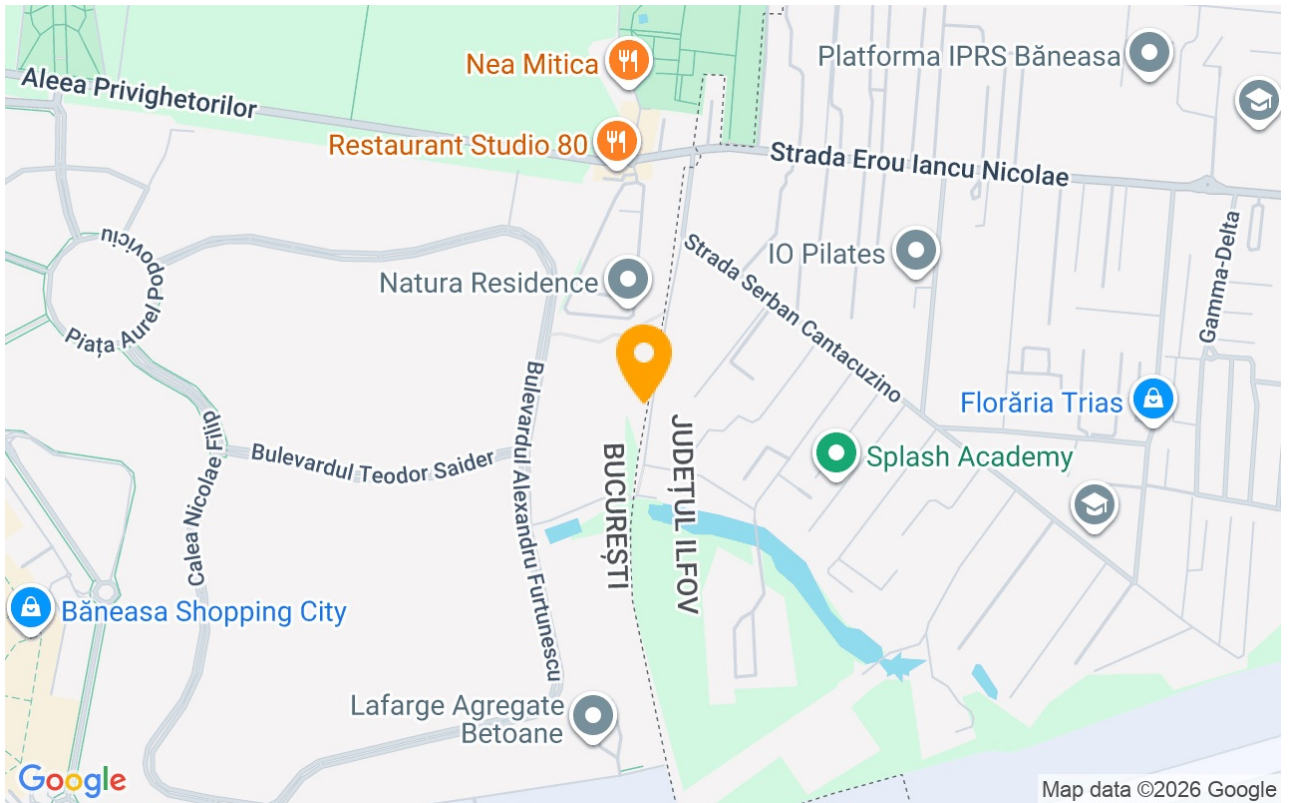 Nea Mitica
Platforma IPRS Băneasa
Aleea Privighetorilor
Restaurant Studio 80
Strada Erou Iancu Nicolae
Piața Aurel Popoviciu
Natura Residence
IO Pilates
Strada Serban Cantacuzino
Gamma-Delta
Florăria Trias
Bulevardul Alexandru Furtunescu
Calea Nicolae Filip
Bulevardul Teodor Saider
JUDEȚUL ILFOV
BUCUREȘTI
Splash Academy
Băneasa Shopping City
Lafarge Agregate
Betoane
Google
Map data ©2026 Google